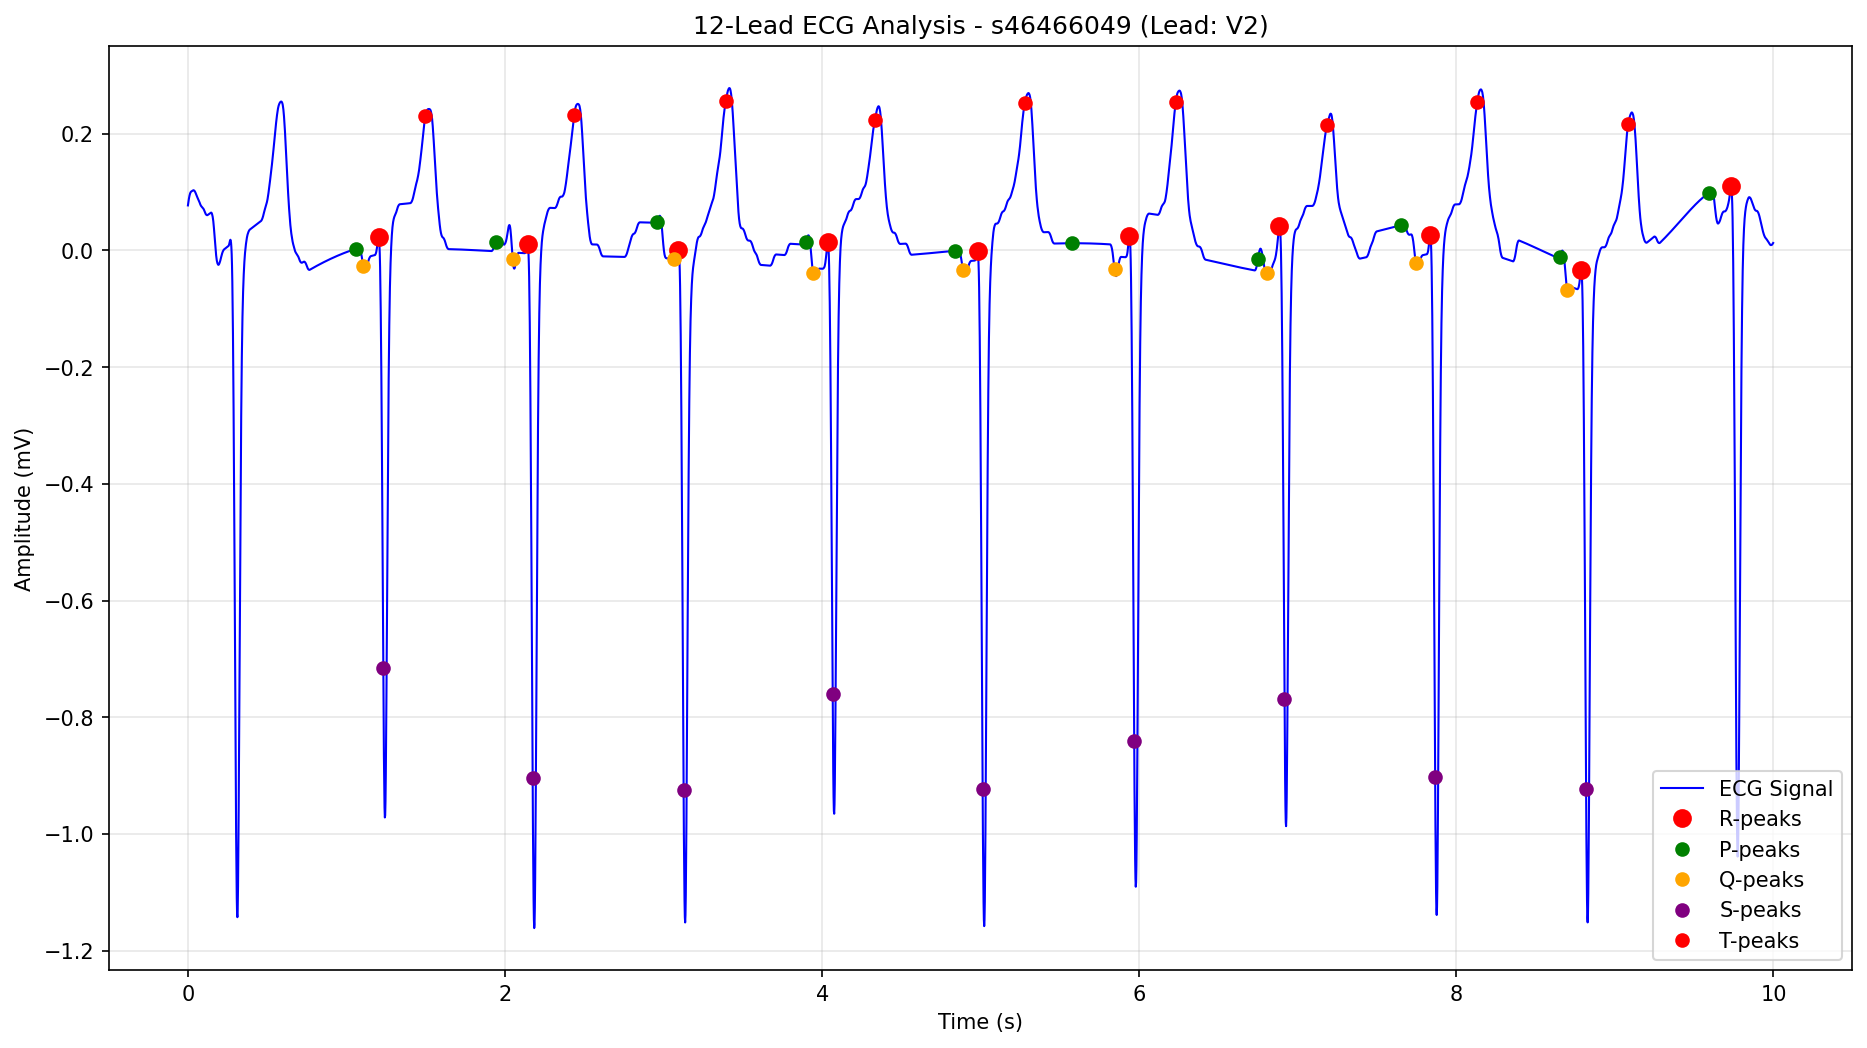 12-Lead ECG Analysis - s46466049 (Lead: V2)
Amplitude (mV)
0.2
0.0
−0.2
−0.4
−0.6
−0.8
−1.0
−1.2
ECG Signal
R-peaks
P-peaks
Q-peaks
S-peaks
T-peaks
0 2 4 6 8 10
Time (s)